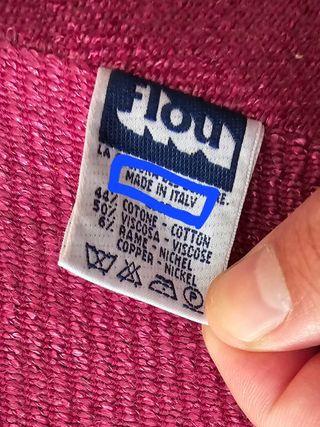 Flou
MADE IN ITALY
44% COTONE - COTTON
50% VISCOSA - VISCOSE
6% RAME - NICHEL
COPPER - NICKEL